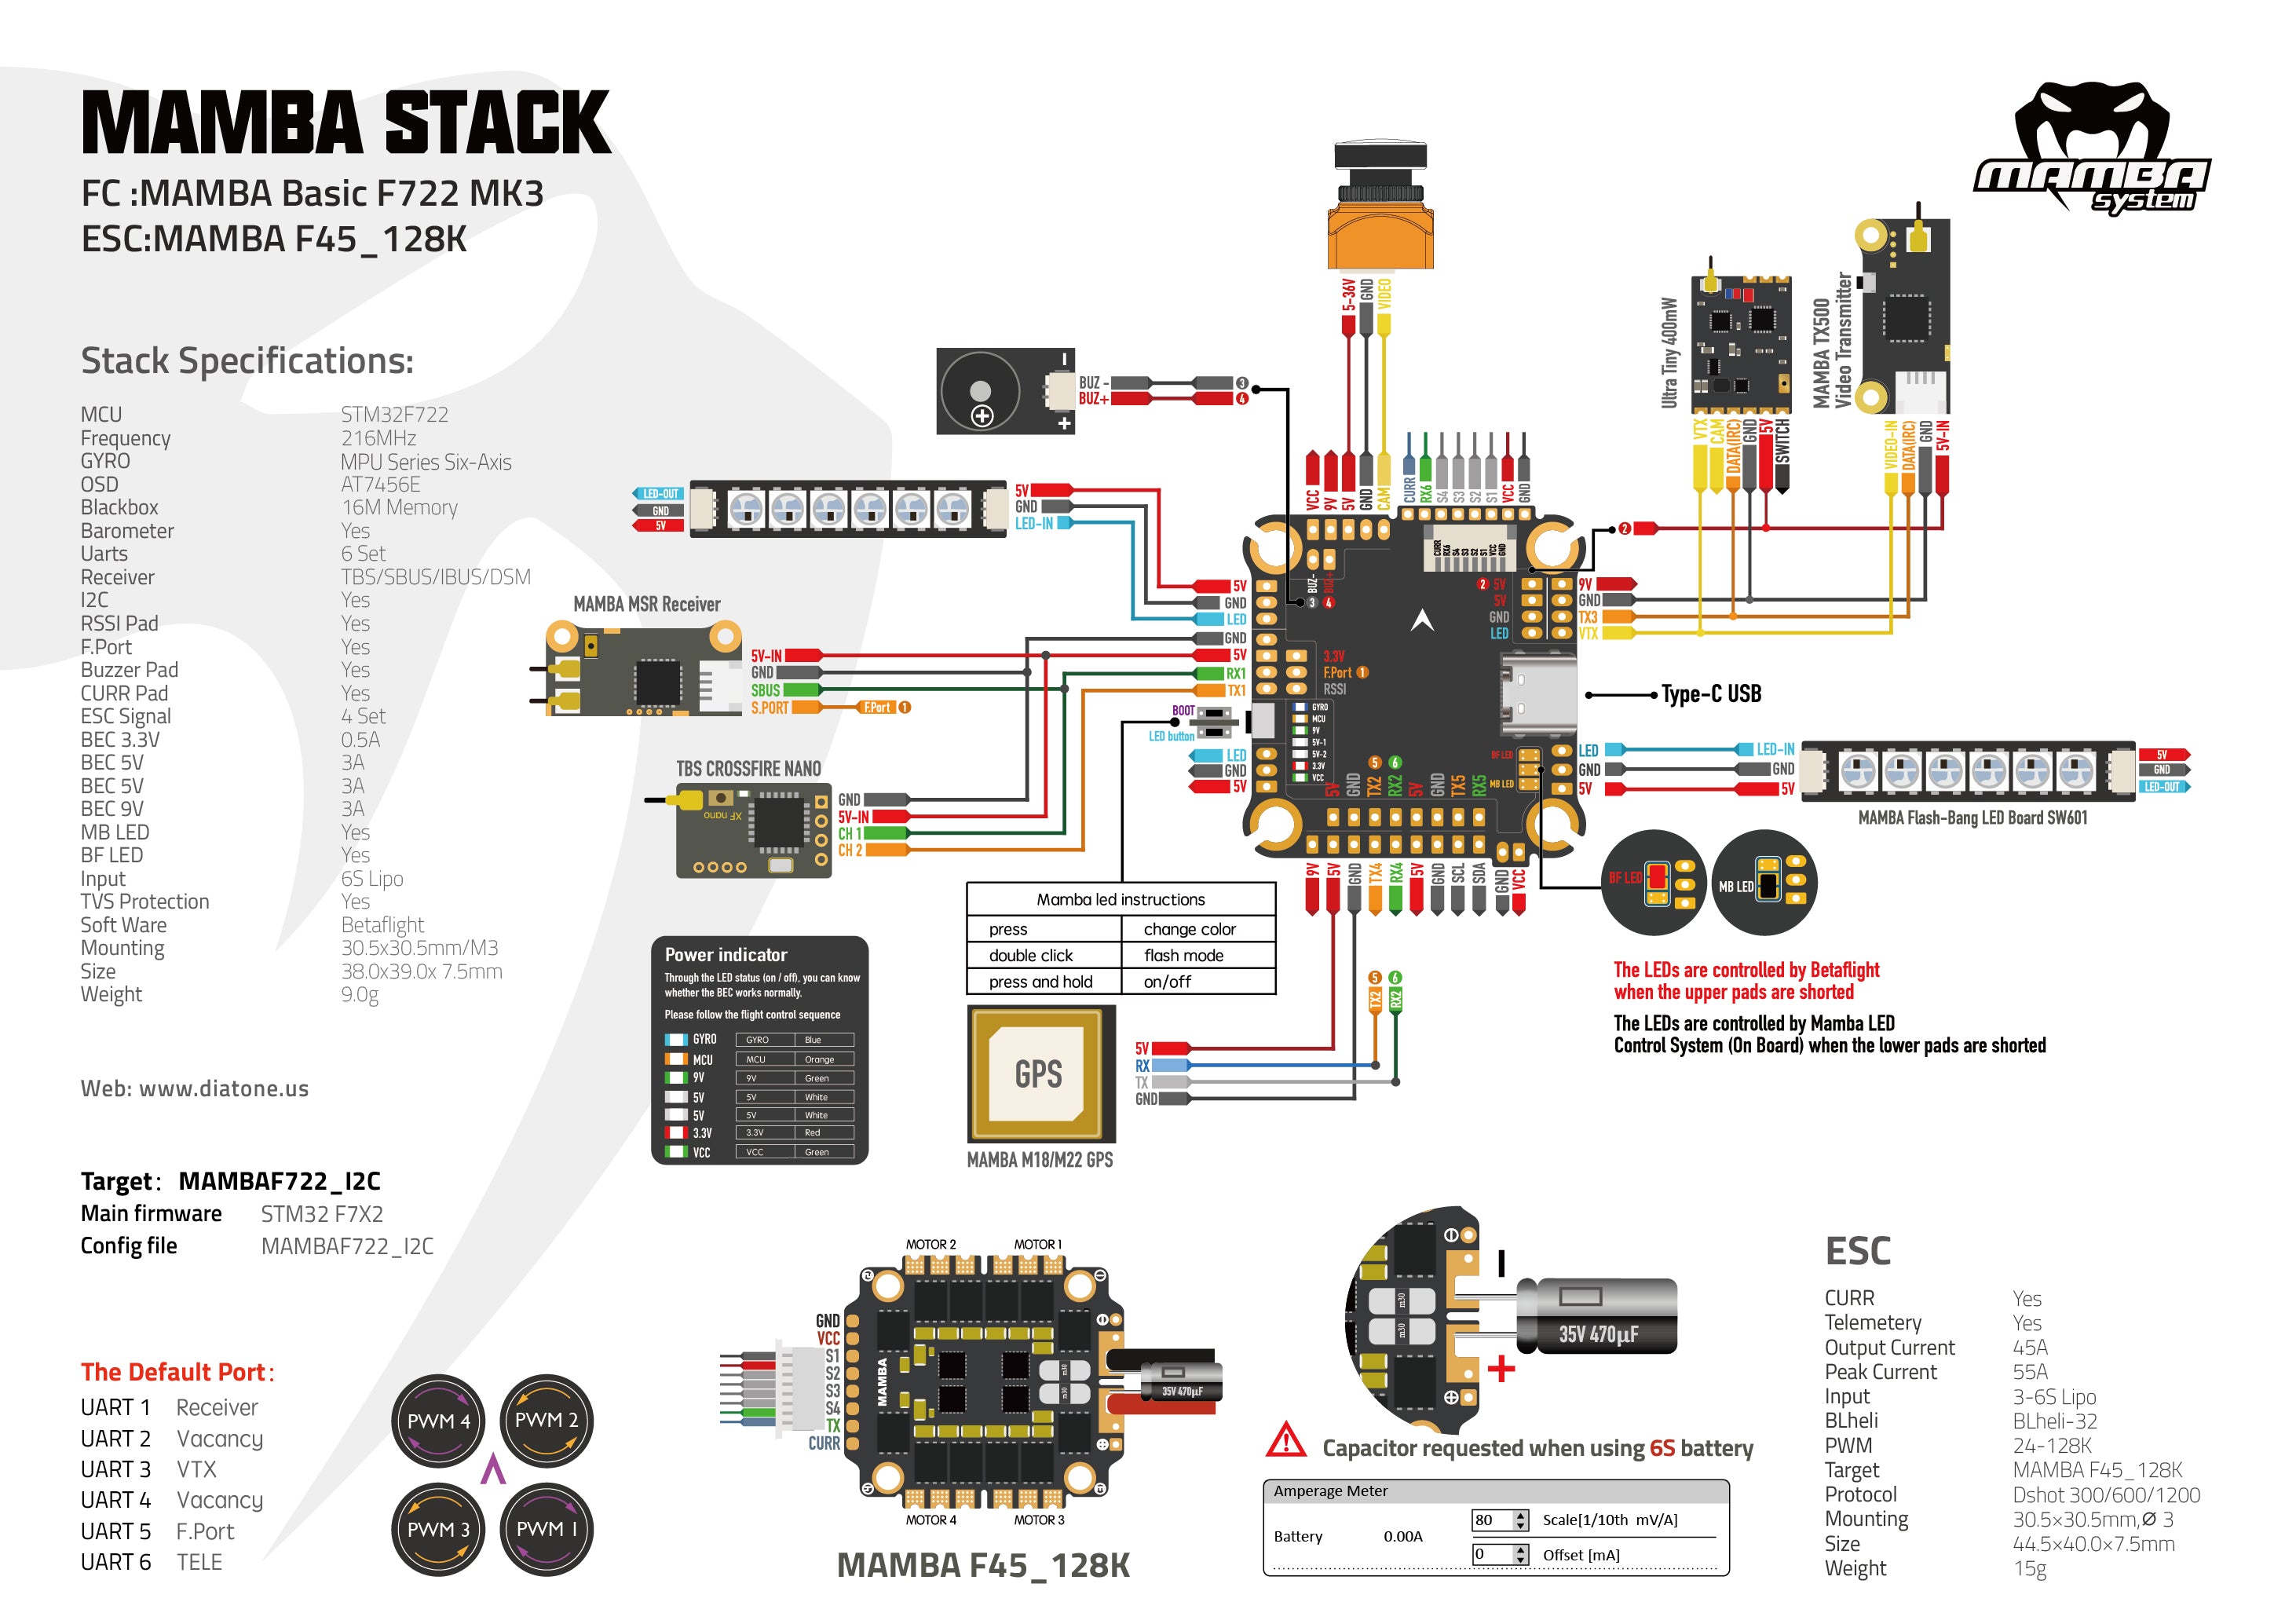 MAMBA STACK
FC :MAMBA Basic F722 MK3
ESC:MAMBA F45_128K
MAMBA
system
Stack Specifications:
MCU STM32F722
Frequency 216MHz
GYRO MPU Series Six-Axis
OSD AT7456E
Blackbox 16M Memory
Barometer Yes
Uarts 6 Set
Receiver TBS/SBUS/IBUS/DSM
I2C Yes
RSSI Pad Yes
F.Port Yes
Buzzer Pad Yes
CURR Pad Yes
ESC Signal 4 Set
BEC 3.3V 0.5A
BEC 5V 3A
BEC 5V 3A
BEC 9V 3A
MB LED Yes
BF LED Yes
Input 6S Lipo
TVS Protection Yes
Soft Ware Betaflight
Mounting 30.5x30.5mm/M3
Size 38.0x39.0x 7.5mm
Weight 9.0g
Web: www.diatone.us
Target: MAMBAF722_I2C
Main firmware STM32 F7X2
Config file MAMBAF722_I2C
The Default Port:
UART 1 Receiver
UART 2 Vacancy
UART 3 VTX
UART 4 Vacancy
UART 5 F.Port
UART 6 TELE
PWM 4
PWM 2
PWM 3
PWM 1
BUZ - 3
BUZ+ 4
- +
LED-OUT
GND
5V
5V
GND
LED-IN
MAMBA MSR Receiver
5V-IN
GND
SBUS
S.PORT F.Port 1
TBS CROSSFIRE NANO
XF nano
GND
5V-IN
CH 1
CH 2
5-36V
GND
VIDEO
VCC
9V
5V
GND
CAM
CURR
RX6
S4
S3
S2
S1
VCC
GND
CURR
RX6
S4
S3
S2
S1
VCC
GND
BUZ-
BUZ+
3 4
5V
GND
LED
GND
5V
RX1
TX1
3.3V
F.Port 1
RSSI
BOOT
LED button
LED
GND
5V
GYRO
MCU
9V
5V-1
5V-2
3.3V
VCC
2 5V
5V
GND
LED
9V
GND
TX3
VTX
2
5 6
5V
GND
TX2
RX2
5V
GND
TX5
RX5
BF LED
MB LED
9V
5V
GND
TX4
RX4
5V
GND
SCL
SDA
GND
VCC
Type-C USB
LED
GND
5V
LED-IN
GND
5V
5V
GND
LED-OUT
MAMBA Flash-Bang LED Board SW601
Ultra Tiny 400mW
VTX
CAM
DATA(IRC)
GND
5V
SWITCH
MAMBA TX500
Video Transmitter
VIDEO-IN
DATA(IRC)
GND
5V-IN
BF LED
MB LED
The LEDs are controlled by Betaflight
when the upper pads are shorted
The LEDs are controlled by Mamba LED
Control System (On Board) when the lower pads are shorted
Mamba led instructions
press change color
double click flash mode
press and hold on/off
Power indicator
Through the LED status (on / off), you can know
whether the BEC works normally.
Please follow the flight control sequence
GYRO GYRO Blue
MCU MCU Orange
9V 9V Green
5V 5V White
5V 5V White
3.3V 3.3V Red
VCC VCC Green
GPS
MAMBA M18/M22 GPS
5V
RX
TX
GND
5 6
TX2
RX2
MOTOR 2 MOTOR 1
GND
VCC
S1
S2
S3
S4
TX
CURR
MAMBA
m30
m30
35V 470μF
MOTOR 4 MOTOR 3
MAMBA F45_128K
m30
m30
35V 470μF
- +
Capacitor requested when using 6S battery
Amperage Meter
Battery 0.00A
80 Scale[1/10th mV/A]
0 Offset [mA]
ESC
CURR Yes
Telemetery Yes
Output Current 45A
Peak Current 55A
Input 3-6S Lipo
BLheli BLheli-32
PWM 24-128K
Target MAMBA F45_128K
Protocol Dshot 300/600/1200
Mounting 30.5×30.5mm,Ø 3
Size 44.5×40.0×7.5mm
Weight 15g